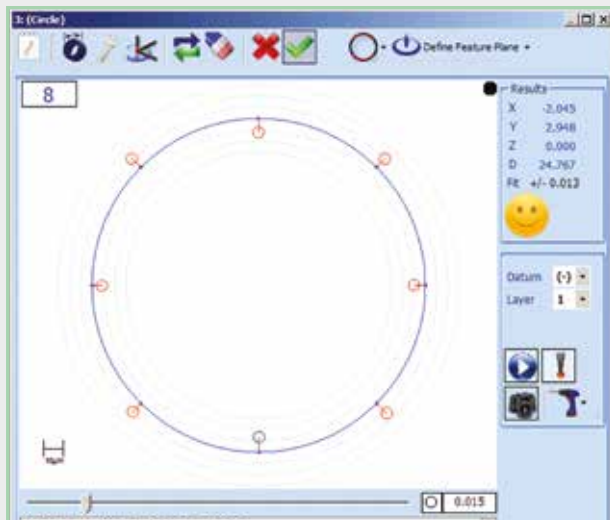 3: (Circle)
Define Feature Plane
8
Results
X -2.045
Y 2.948
Z 0.000
D 24.767
Fit +/- 0.013
Datum (-)
Layer 1
0.015